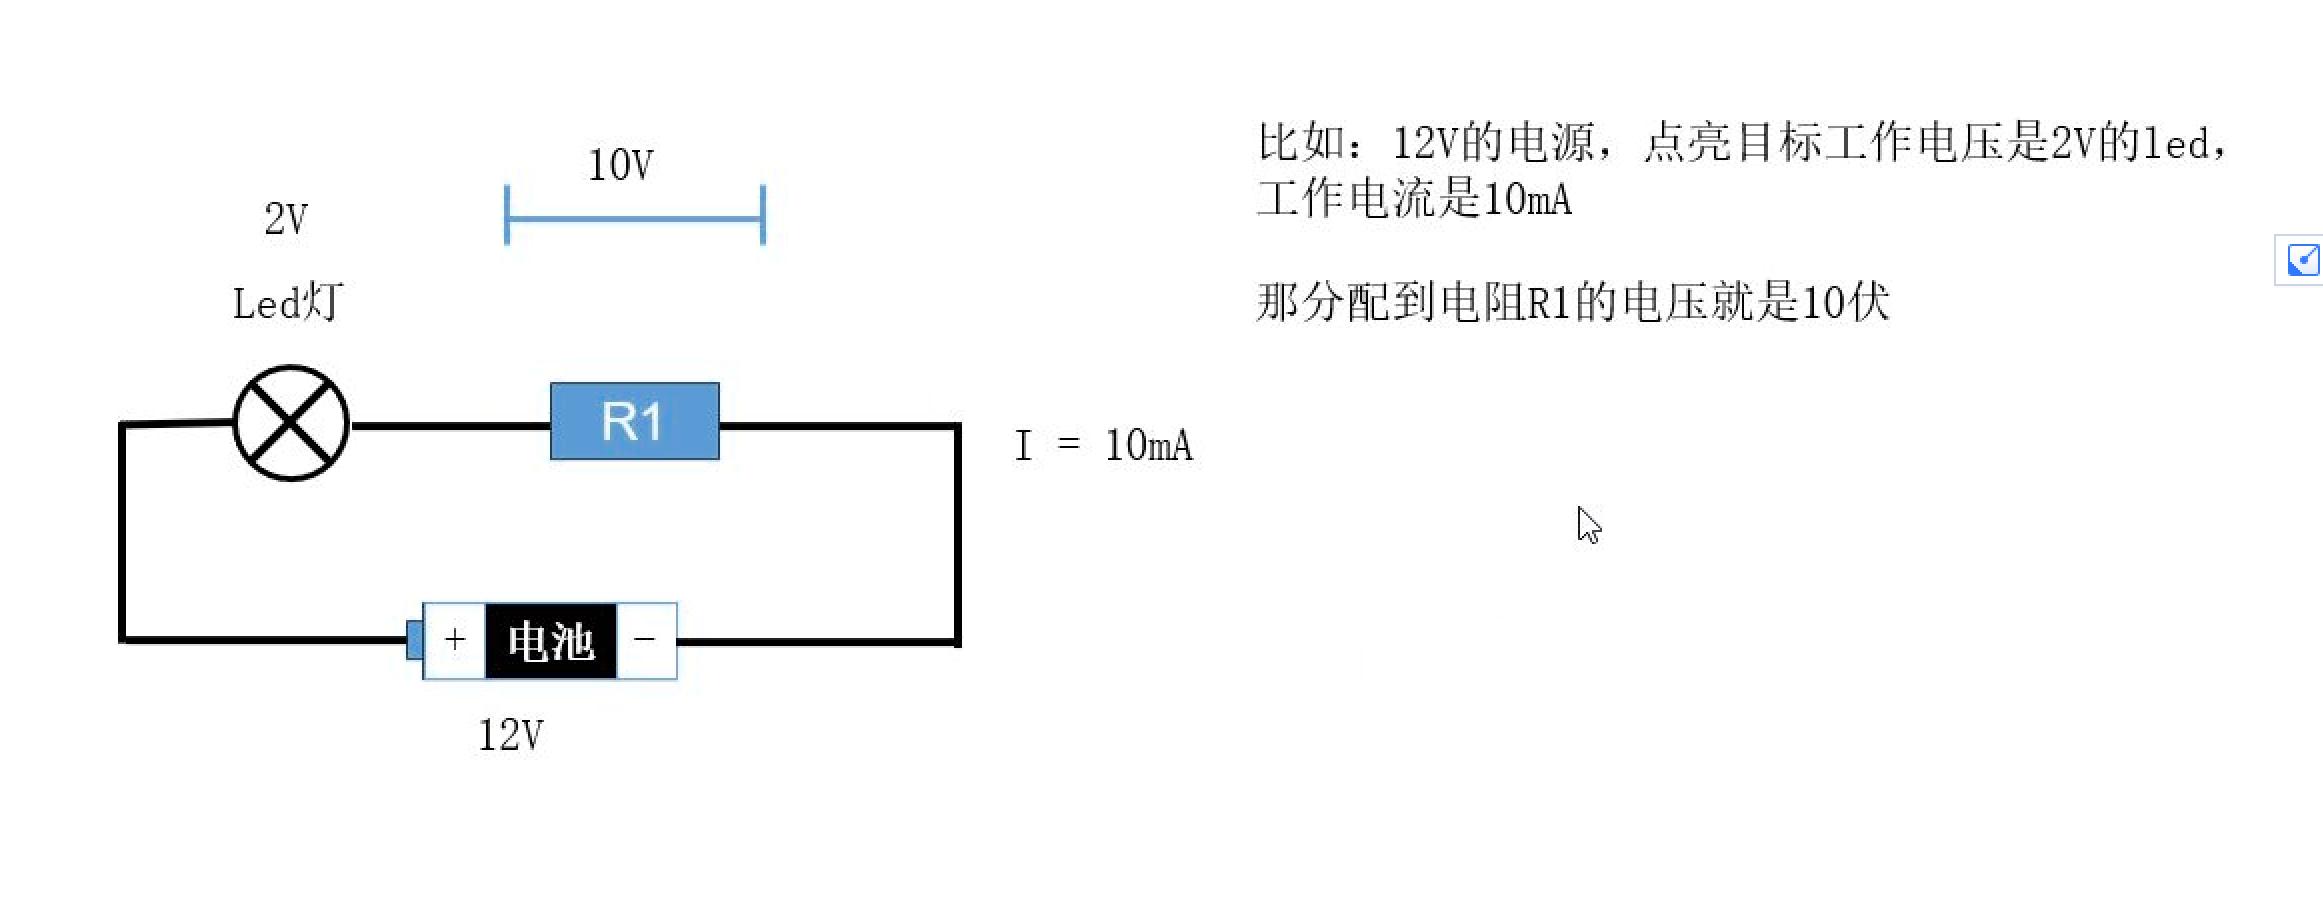 10V
2V
Led灯
R1
I = 10mA
+ 电池 −
12V
比如：12V的电源，点亮目标工作电压是2V的led，
工作电流是10mA
那分配到电阻R1的电压就是10伏